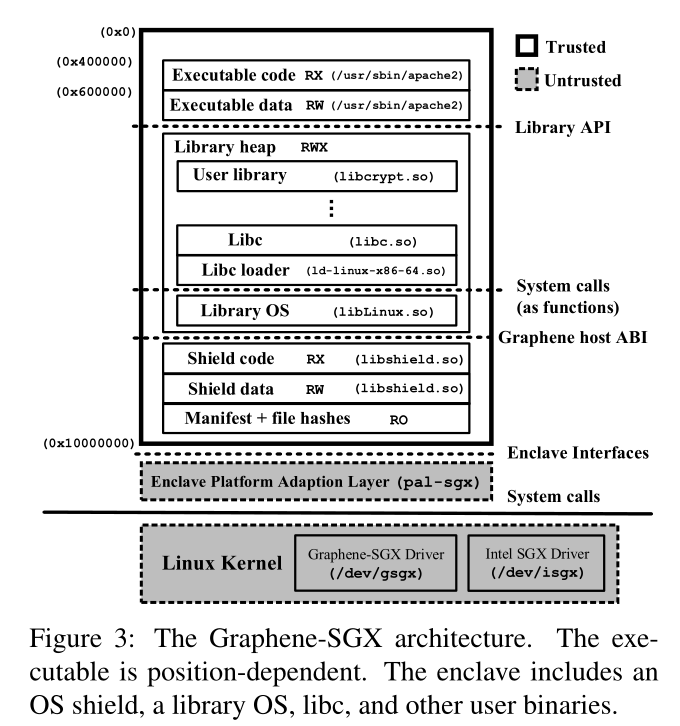 (0x0)
Trusted
(0x400000)
Executable code RX (/usr/sbin/apache2)
Untrusted
(0x600000)
Executable data RW (/usr/sbin/apache2)
Library API
Library heap RWX
User library (libcrypt.so)
Libc (libc.so)
Libc loader (ld-linux-x86-64.so)
System calls
(as functions)
Library OS (libLinux.so)
Graphene host ABI
Shield code RX (libshield.so)
Shield data RW (libshield.so)
Manifest + file hashes RO
(0x10000000)
Enclave Interfaces
Enclave Platform Adaption Layer (pal-sgx)
System calls
Linux Kernel
Graphene-SGX Driver
(/dev/gsgx)
Intel SGX Driver
(/dev/isgx)
Figure 3: The Graphene-SGX architecture. The exe-
cutable is position-dependent. The enclave includes an
OS shield, a library OS, libc, and other user binaries.